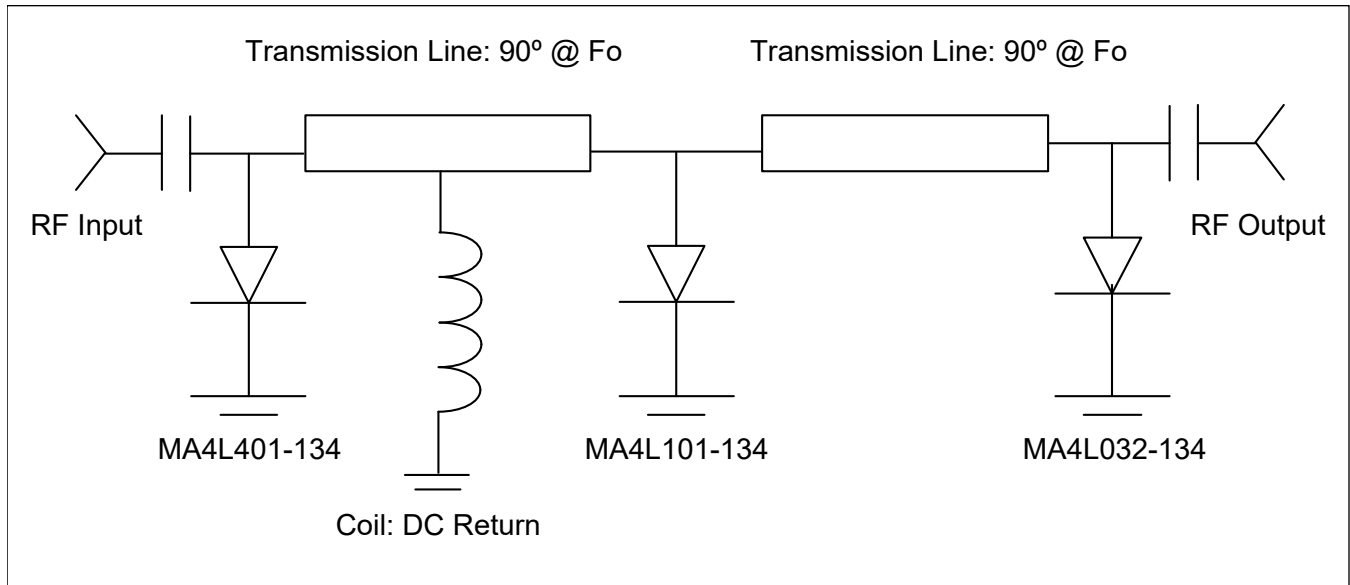 Transmission Line: 90º @ Fo
Transmission Line: 90º @ Fo
RF Input
RF Output
MA4L401-134
MA4L101-134
MA4L032-134
Coil: DC Return